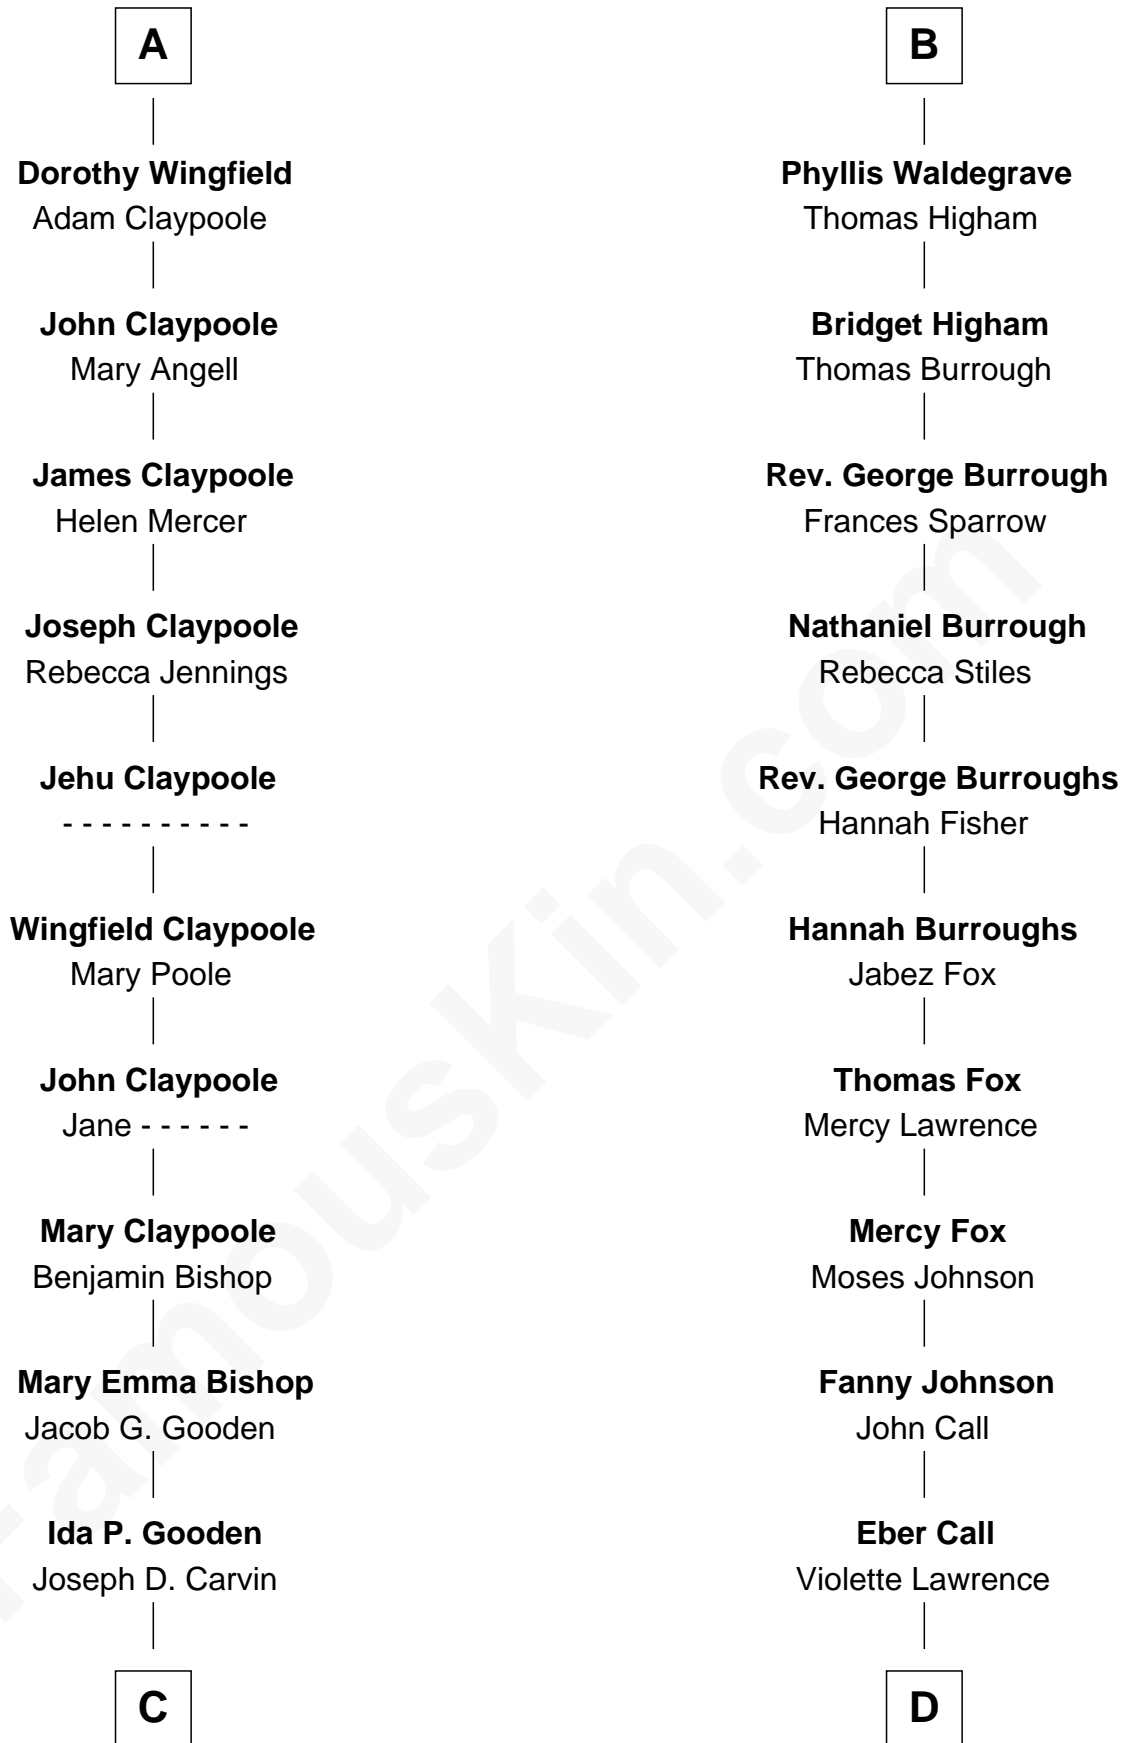 A
Dorothy Wingfield
Adam Claypoole
John Claypoole
Mary Angell
James Claypoole
Helen Mercer
Joseph Claypoole
Rebecca Jennings
Jehu Claypoole
- - - - - - - - - -
Wingfield Claypoole
Mary Poole
John Claypoole
Jane - - - - - -
Mary Claypoole
Benjamin Bishop
Mary Emma Bishop
Jacob G. Gooden
Ida P. Gooden
Joseph D. Carvin
C
B
Phyllis Waldegrave
Thomas Higham
Bridget Higham
Thomas Burrough
Rev. George Burrough
Frances Sparrow
Nathaniel Burrough
Rebecca Stiles
Rev. George Burroughs
Hannah Fisher
Hannah Burroughs
Jabez Fox
Thomas Fox
Mercy Lawrence
Mercy Fox
Moses Johnson
Fanny Johnson
John Call
Eber Call
Violette Lawrence
D
FamousKin.com